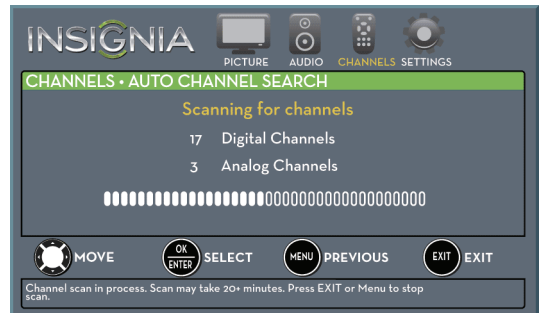 INSIGNIA
PICTURE AUDIO CHANNELS SETTINGS
CHANNELS • AUTO CHANNEL SEARCH
Scanning for channels
17 Digital Channels
3 Analog Channels
MOVE OK ENTER SELECT MENU PREVIOUS EXIT EXIT
Channel scan in process. Scan may take 20+ minutes. Press EXIT or Menu to stop
scan.